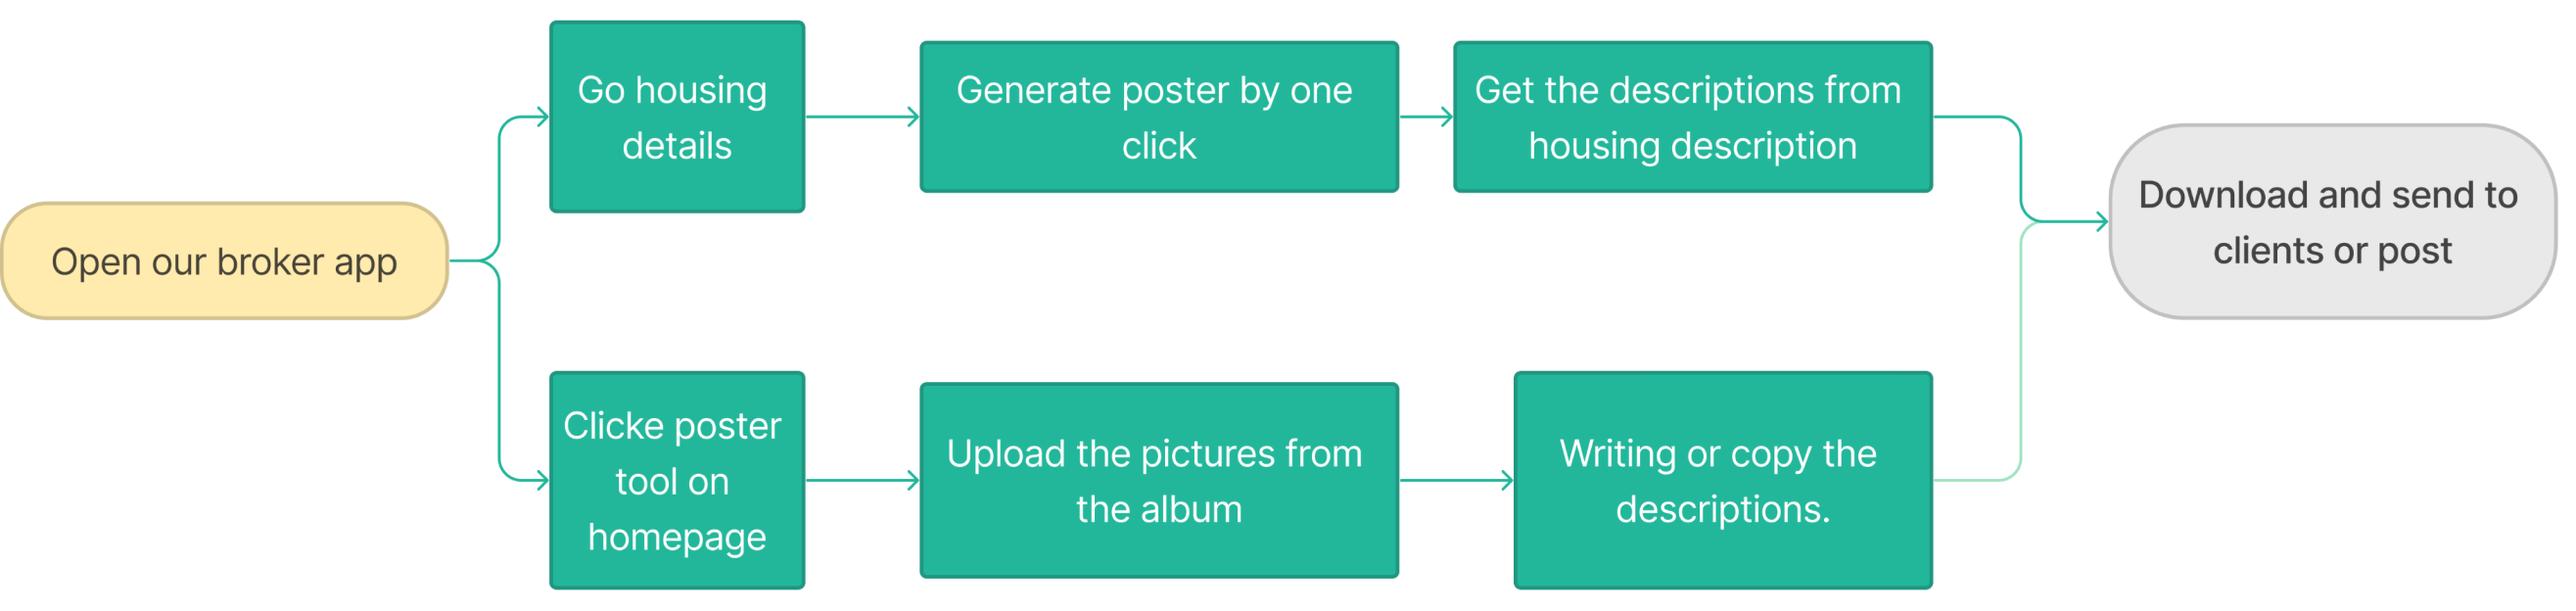 Open our broker app
Go housing
details
Generate poster by one
click
Get the descriptions from
housing description
Clicke poster
tool on
homepage
Upload the pictures from
the album
Writing or copy the
descriptions.
Download and send to
clients or post